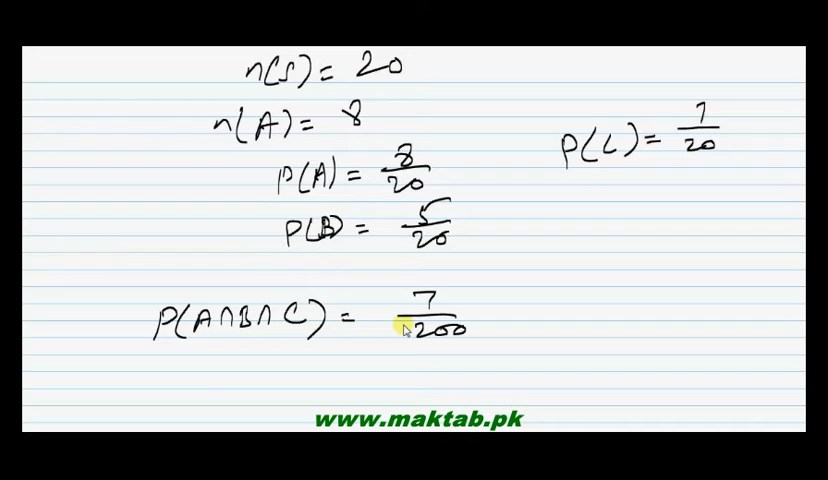 n(S) = 20
n(A) = 8
P(A) = 8/20
P(B) = 5/20
P(C) = 7/20
P(A∩B∩C) = 7/200
www.maktab.pk